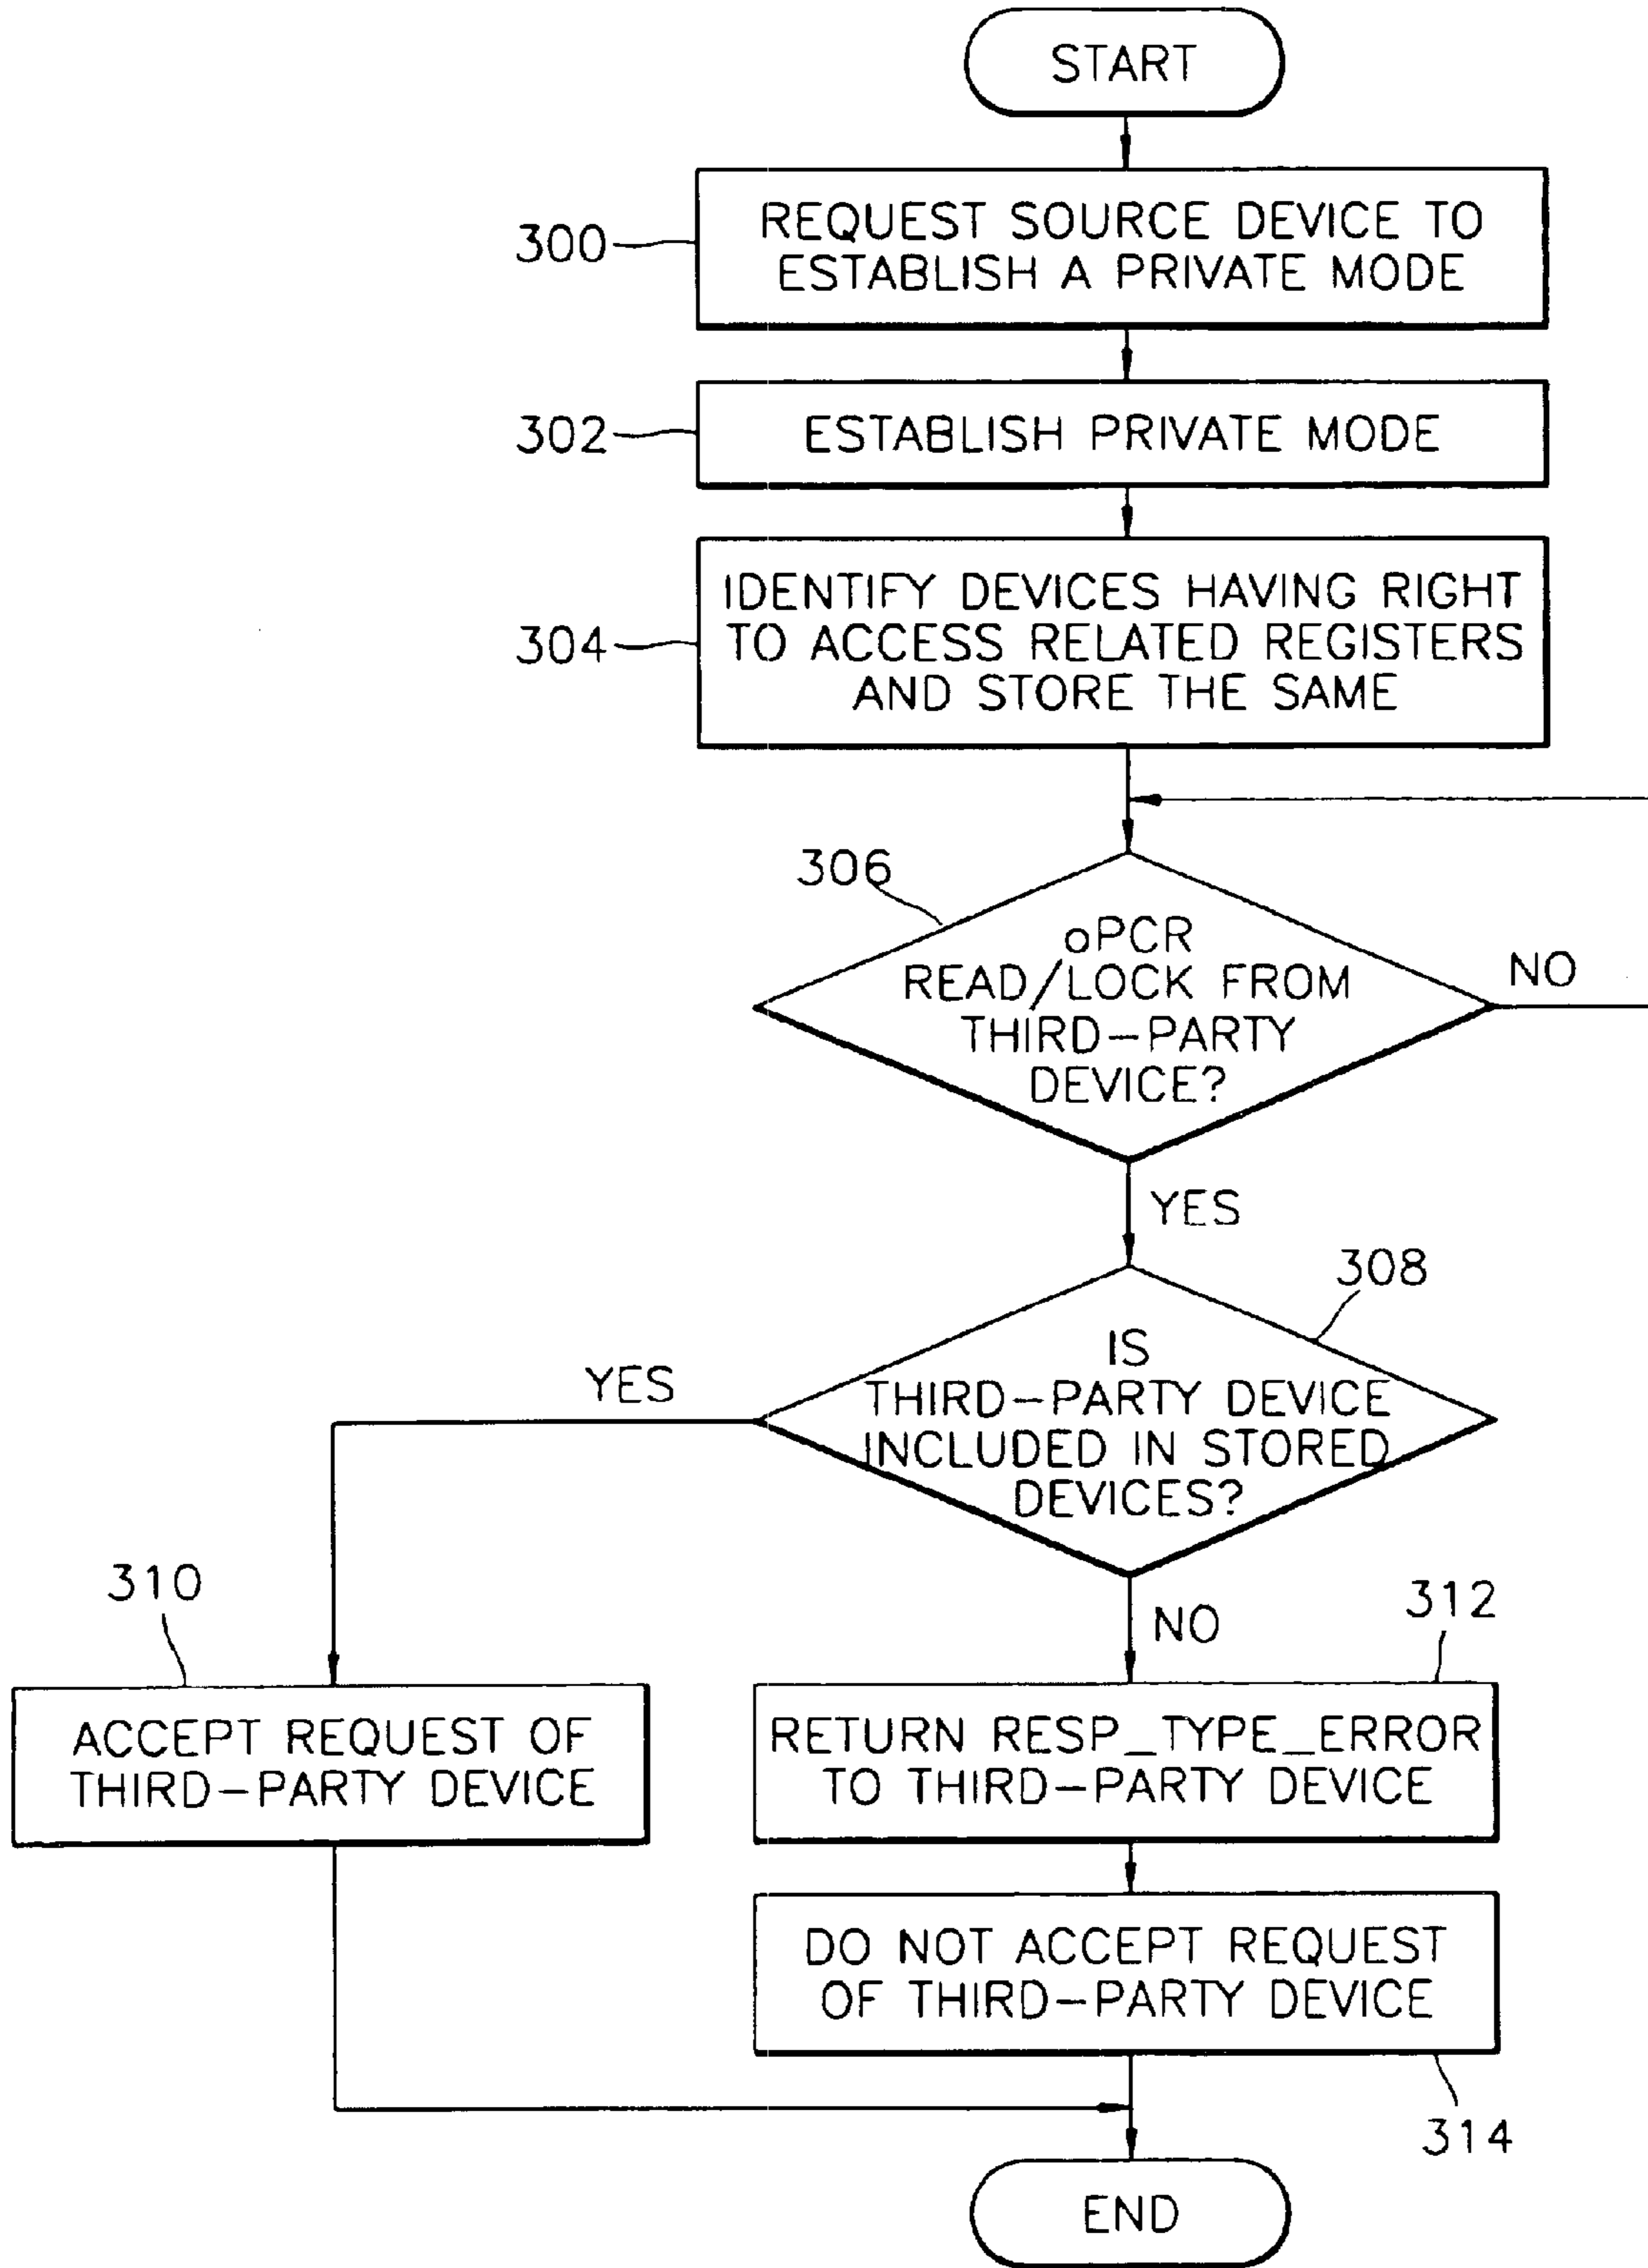 START
300
REQUEST SOURCE DEVICE TO
ESTABLISH A PRIVATE MODE
302
ESTABLISH PRIVATE MODE
304
IDENTIFY DEVICES HAVING RIGHT
TO ACCESS RELATED REGISTERS
AND STORE THE SAME
306
oPCR
READ/LOCK FROM
THIRD-PARTY
DEVICE?
NO
YES
308
IS
THIRD-PARTY DEVICE
INCLUDED IN STORED
DEVICES?
YES
NO
310
ACCEPT REQUEST OF
THIRD-PARTY DEVICE
312
RETURN RESP_TYPE_ERROR
TO THIRD-PARTY DEVICE
DO NOT ACCEPT REQUEST
OF THIRD-PARTY DEVICE
314
END